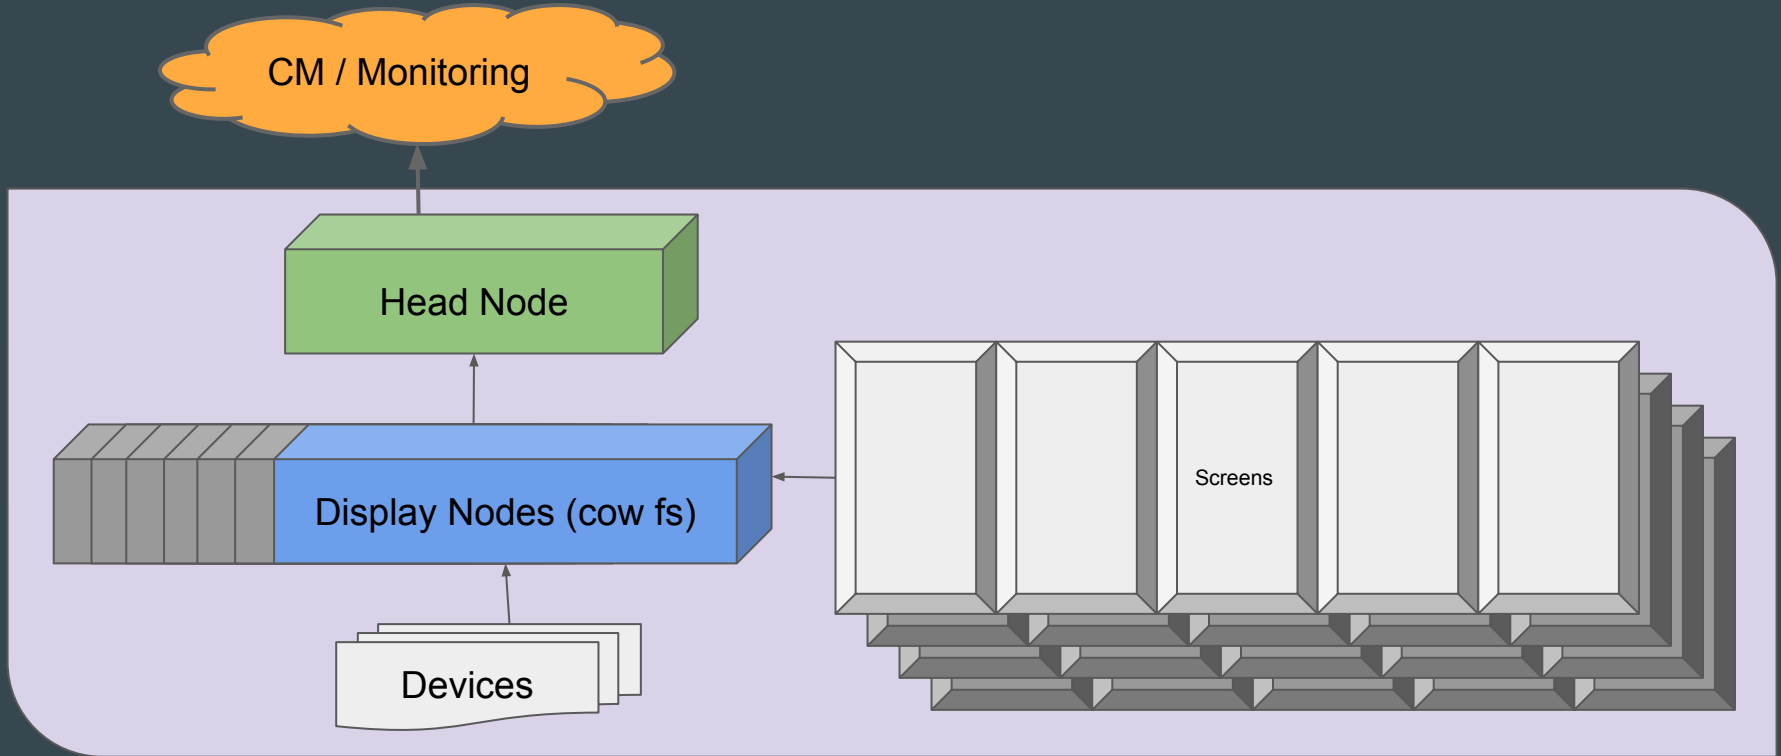 CM / Monitoring
Head Node
Screens
Display Nodes (cow fs)
Devices